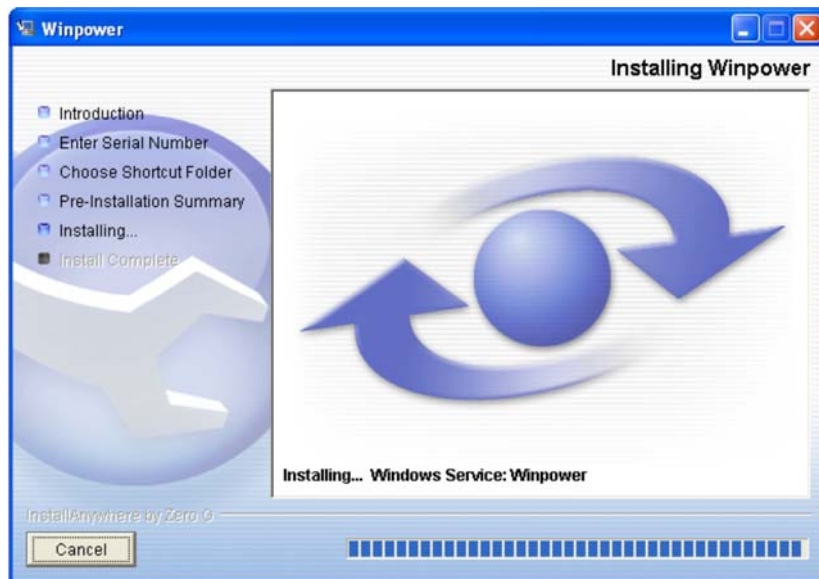 Winpower
Installing Winpower
Introduction
Enter Serial Number
Choose Shortcut Folder
Pre-Installation Summary
Installing...
Install Complete
Installing... Windows Service: Winpower
InstallAnywhere by Zero G
Cancel